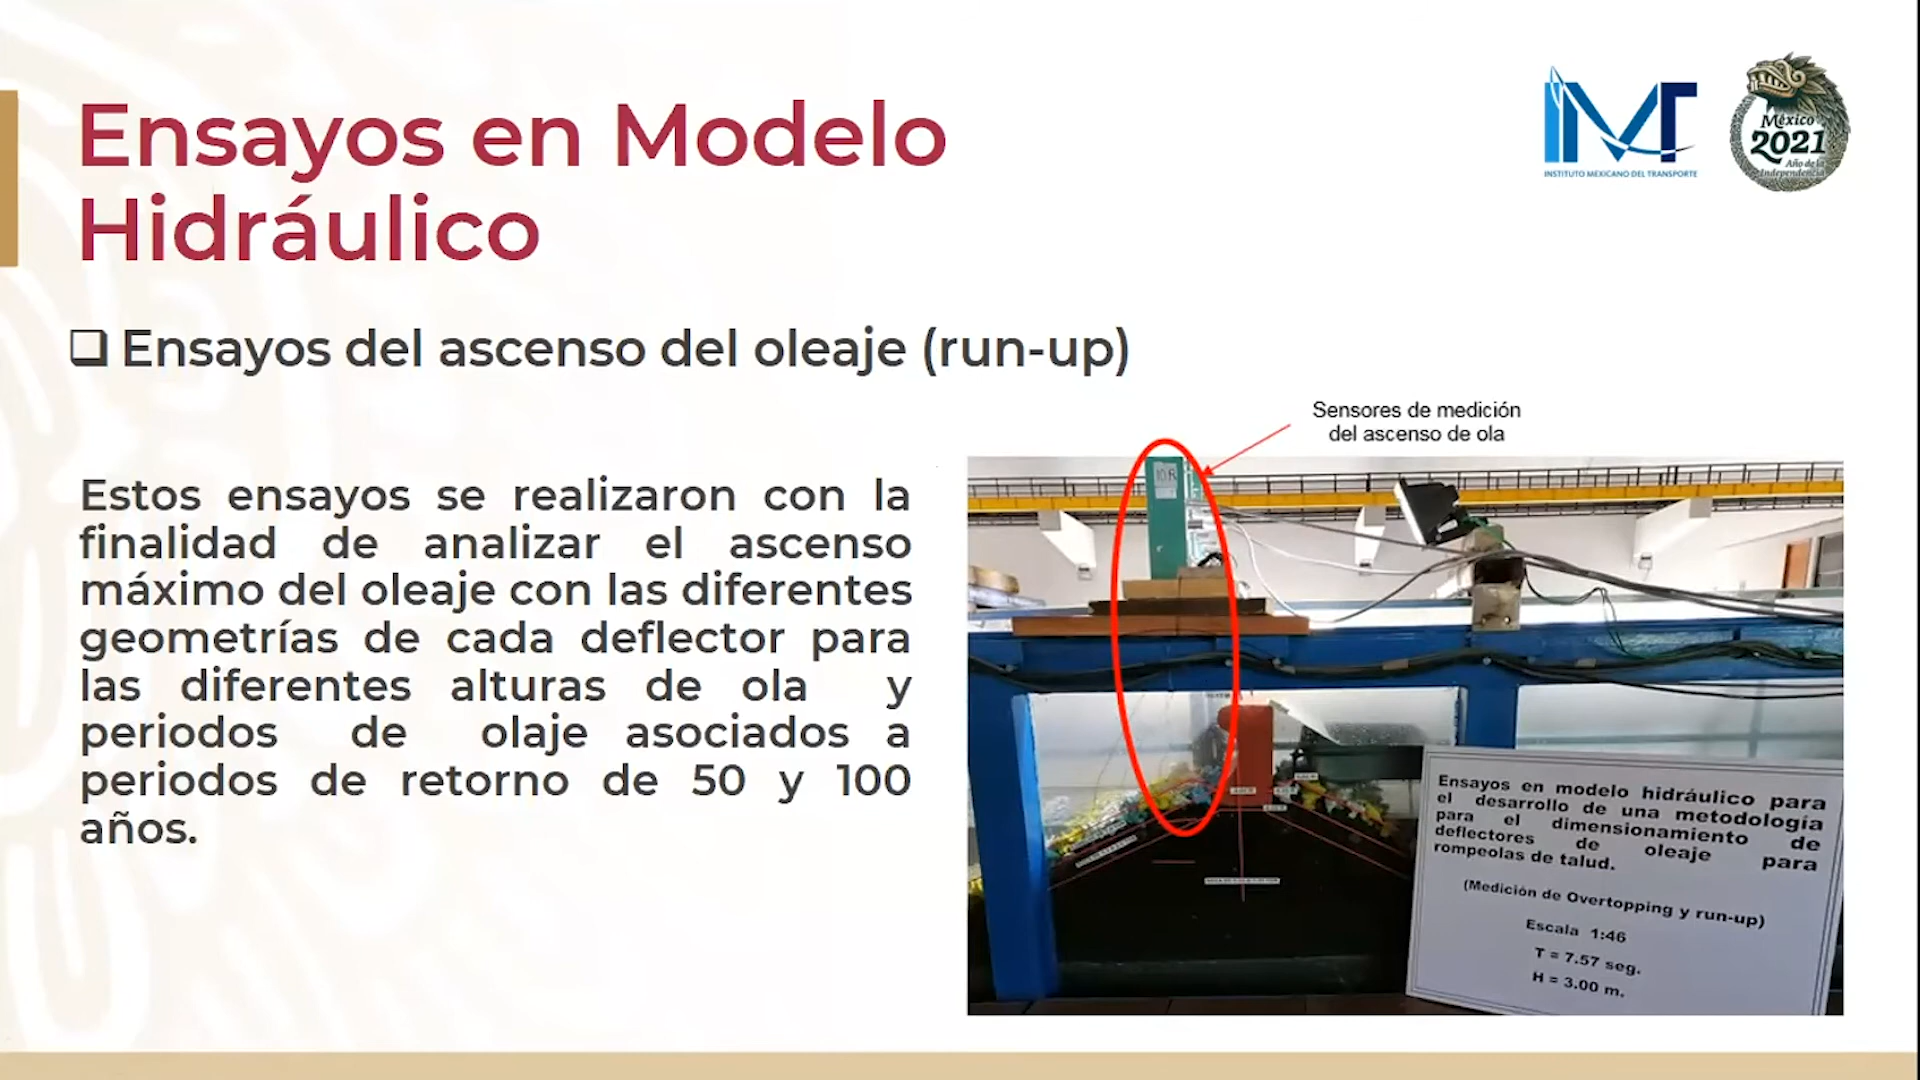 Ensayos en Modelo
Hidráulico
INSTITUTO MEXICANO DEL TRANSPORTE
México
2021
Año de la
Independencia
Ensayos del ascenso del oleaje (run-up)
Sensores de medición
del ascenso de ola
Estos ensayos se realizaron con la
finalidad de analizar el ascenso
máximo del oleaje con las diferentes
geometrías de cada deflector para
las diferentes alturas de ola y
periodos de olaje asociados a
periodos de retorno de 50 y 100
años.
Ensayos en modelo hidráulico para
el desarrollo de una metodología
para el dimensionamiento de
deflectores de oleaje para
rompeolas de talud.
(Medición de Overtopping y run-up)
Escala 1:46
T = 7.57 seg.
H = 3.00 m.